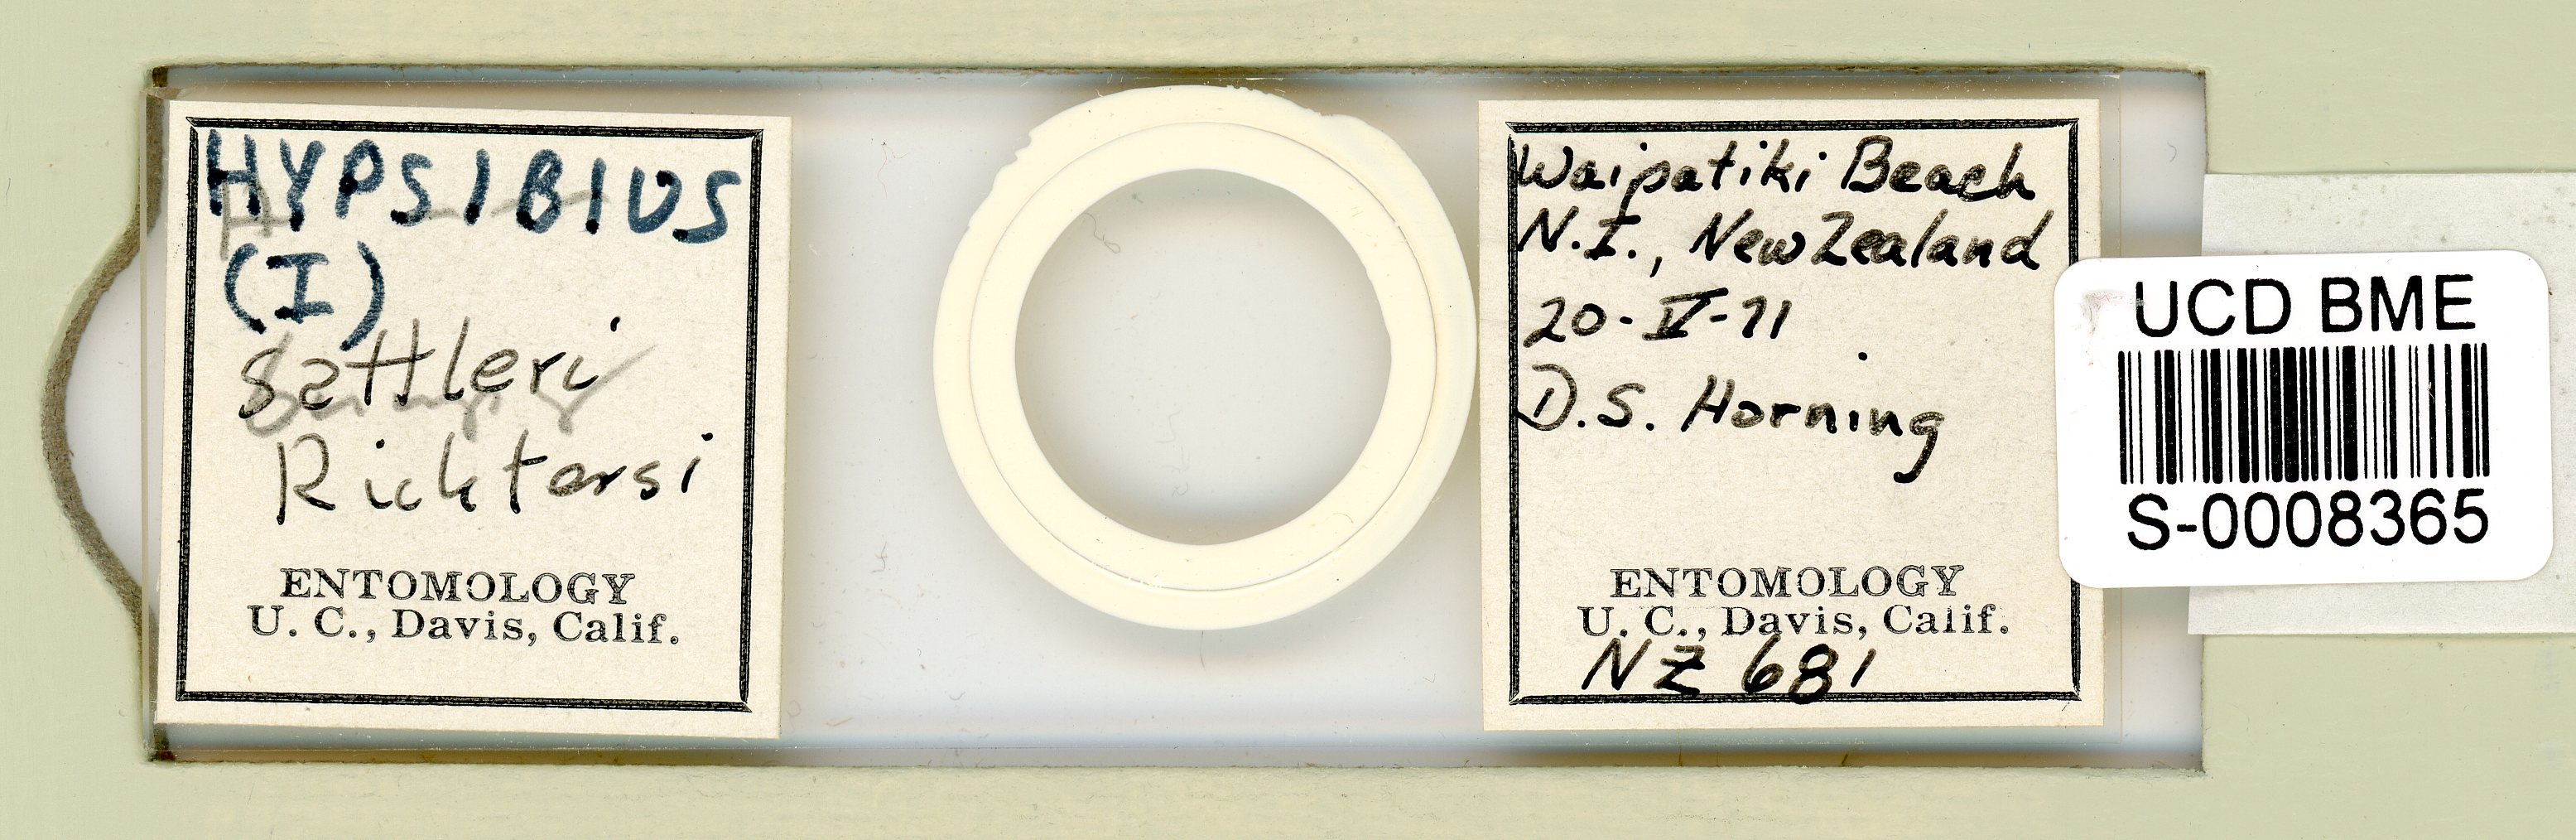 HYPSIBIUS
(I)
Sattleri
Richtersi
ENTOMOLOGY
U. C., Davis, Calif.
Waipatiki Beach
N.I., New Zealand
20-V-71
D.S. Horning
ENTOMOLOGY
U. C., Davis, Calif.
NZ 681
UCD BME
S-0008365